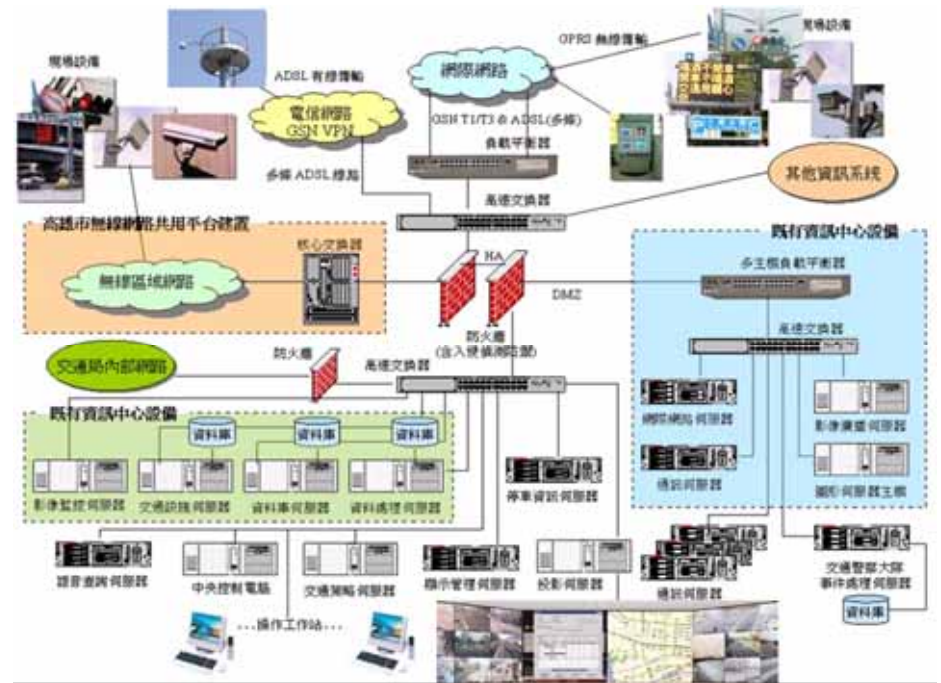 現場設備
ADSL 有線傳輸
電信網路
GSN VPN
網際網路
GPRS 無線傳輸
現場設備
GSN T1/T3 & ADSL(多條)
負載平衡器
多條 ADSL 線路
高速交換器
其他資訊系統
高雄市無線網路共用平台建置
核心交換器
無線區域網路
HA
DMZ
防火牆
既有資訊中心設備
多主機負載平衡器
高速交換器
網際網路伺服器
影像廣播伺服器
通訊伺服器
圖形伺服器主機
交通局內部網路
防火牆
高速交換器
既有資訊中心設備
資料庫
資料庫
資料庫
影像監控伺服器
交通設施伺服器
資料庫伺服器
資料處理伺服器
停車資訊伺服器
語音查詢伺服器
中央控制電腦
交通策略伺服器
顯示管理伺服器
投影伺服器
通訊伺服器
交通警察大隊
事件處理伺服器
資料庫
...操作工作站...